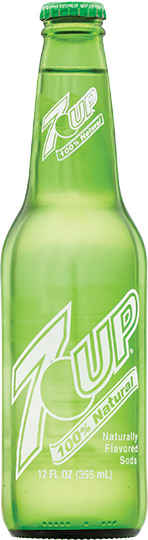 7UP
100% Natural
7UP
100% Natural
Naturally
Flavored
Soda
12 FL OZ (355 mL)